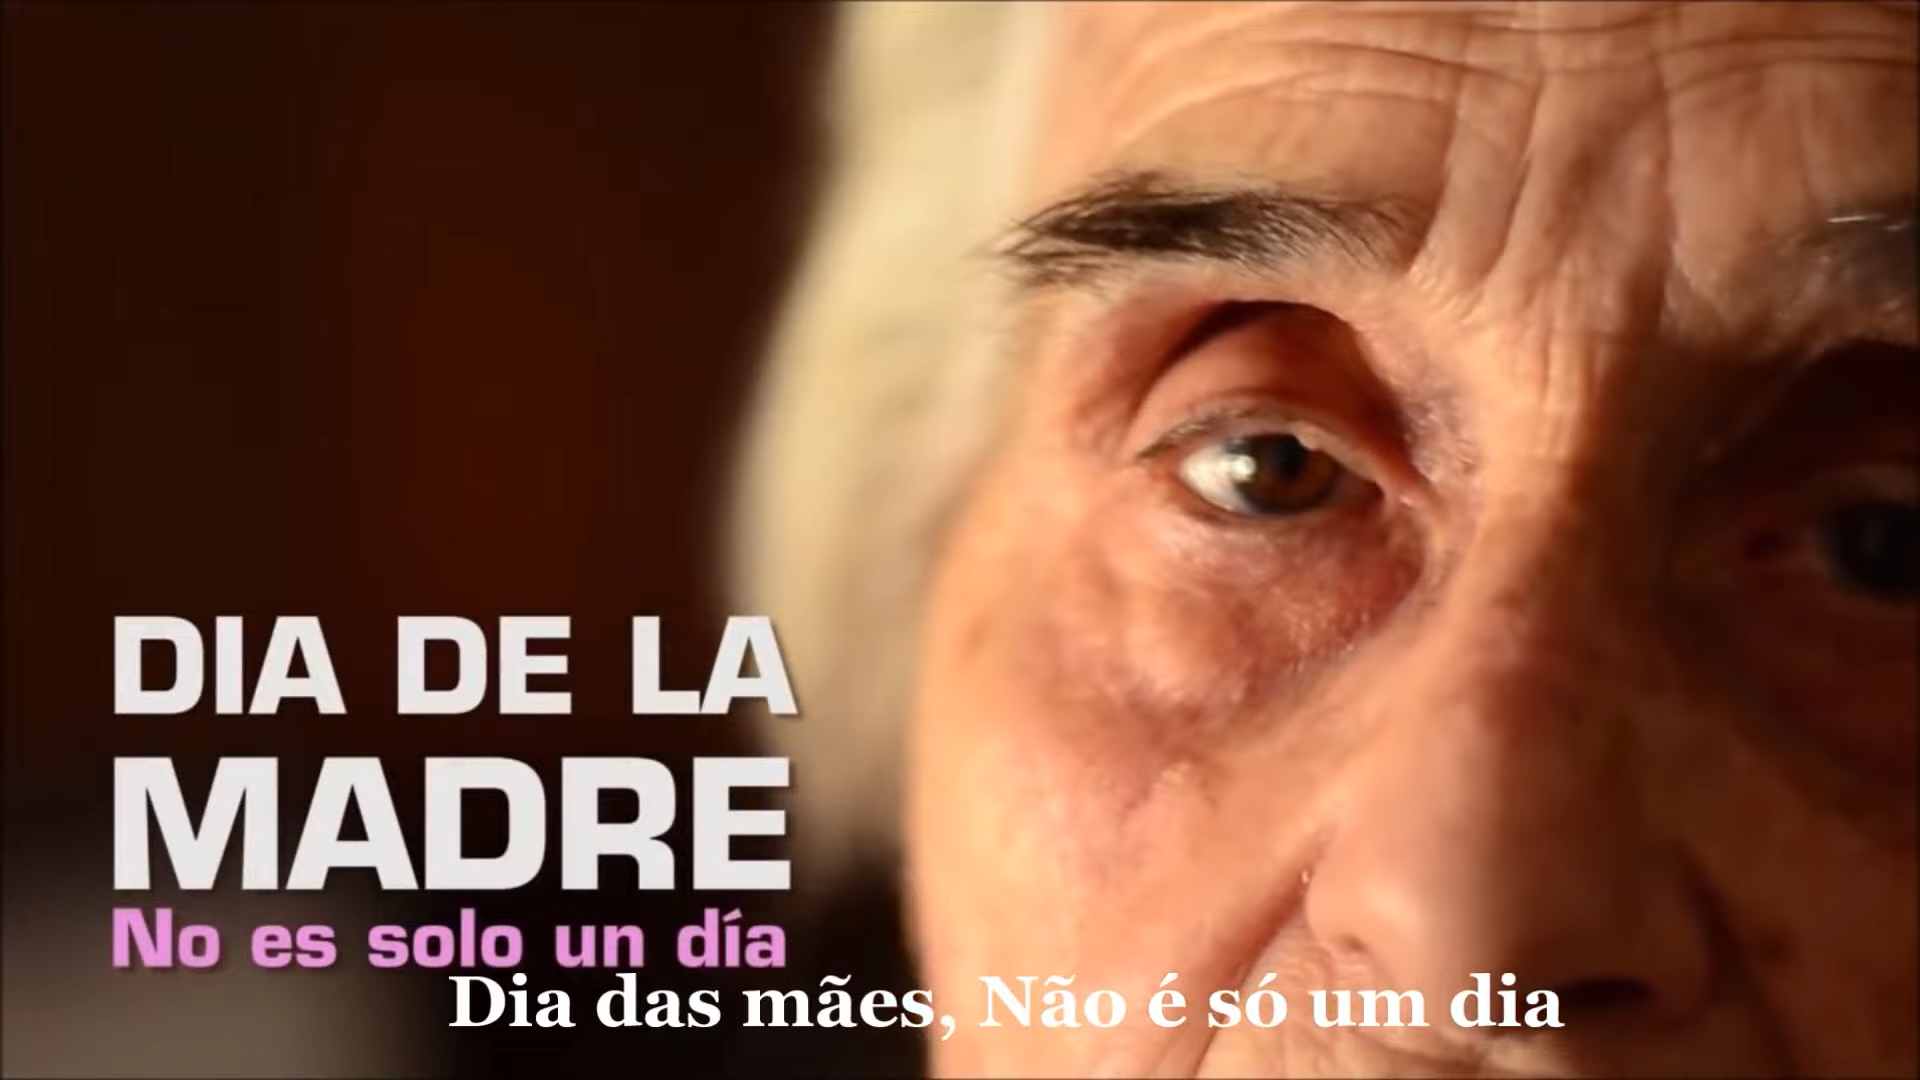 DIA DE LA
MADRE
No es solo un día
Dia das mães, Não é só um dia